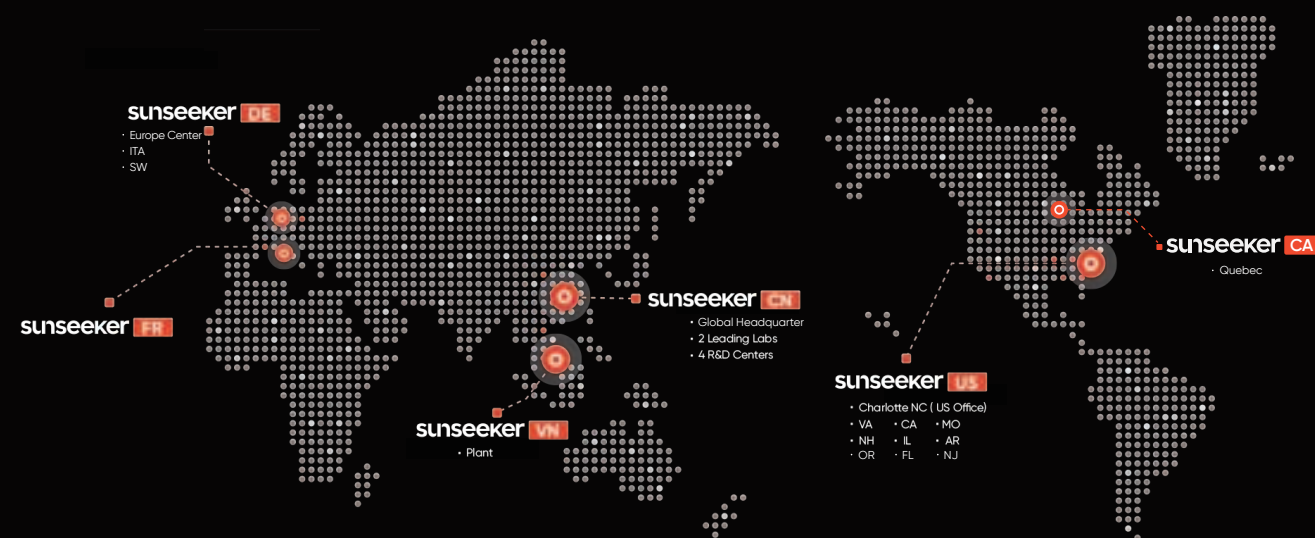 sunseeker DE
· Europe Center
· ITA
· SW
sunseeker FR
sunseeker CN
· Global Headquarter
· 2 Leading Labs
· 4 R&D Centers
sunseeker VN
· Plant
sunseeker US
· Charlotte NC ( US Office)
· VA · CA · MO
· NH · IL · AR
· OR · FL · NJ
sunseeker CA
· Quebec